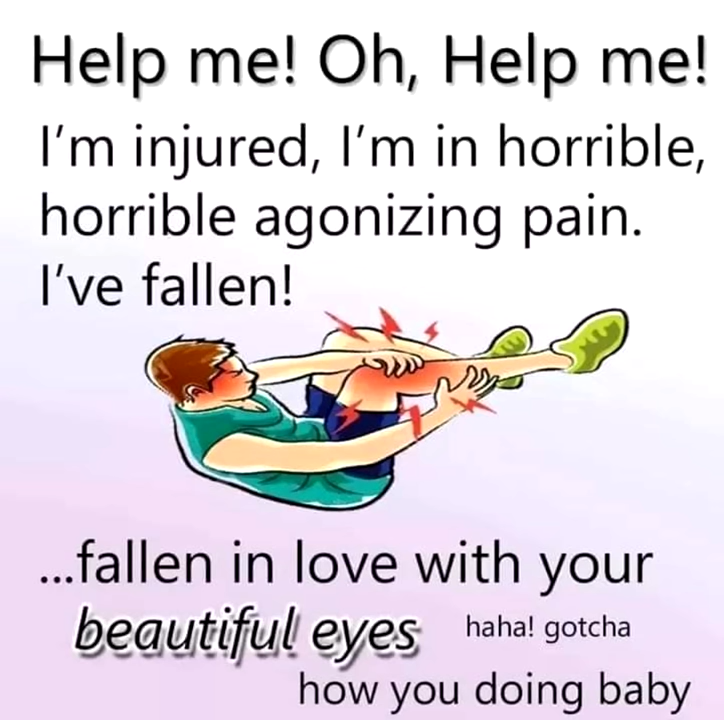 Help me! Oh, Help me!
I'm injured, I'm in horrible,
horrible agonizing pain.
I've fallen!
...fallen in love with your
beautiful eyes haha! gotcha
how you doing baby